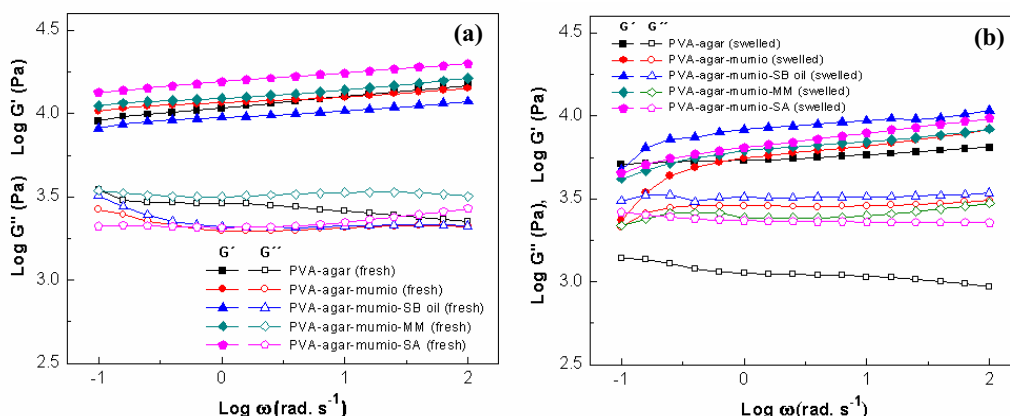 (a)
4.5
4.0
3.5
3.0
2.5
Log G'' (Pa)      Log G' (Pa)
G′ G′′
PVA-agar (fresh)
PVA-agar-mumio (fresh)
PVA-agar-mumio-SB oil (fresh)
PVA-agar-mumio-MM (fresh)
PVA-agar-mumio-SA (fresh)
-1 0 1 2
Log ω(rad. s⁻¹)
(b)
4.5
4.0
3.5
3.0
2.5
Log G'' (Pa), Log G' (Pa)
G′ G′′
PVA-agar (swelled)
PVA-agar-mumio (swelled)
PVA-agar-mumio-SB oil (swelled)
PVA-agar-mumio-MM (swelled)
PVA-agar-mumio-SA (swelled)
-1 0 1 2
Log ω(rad. s⁻¹)